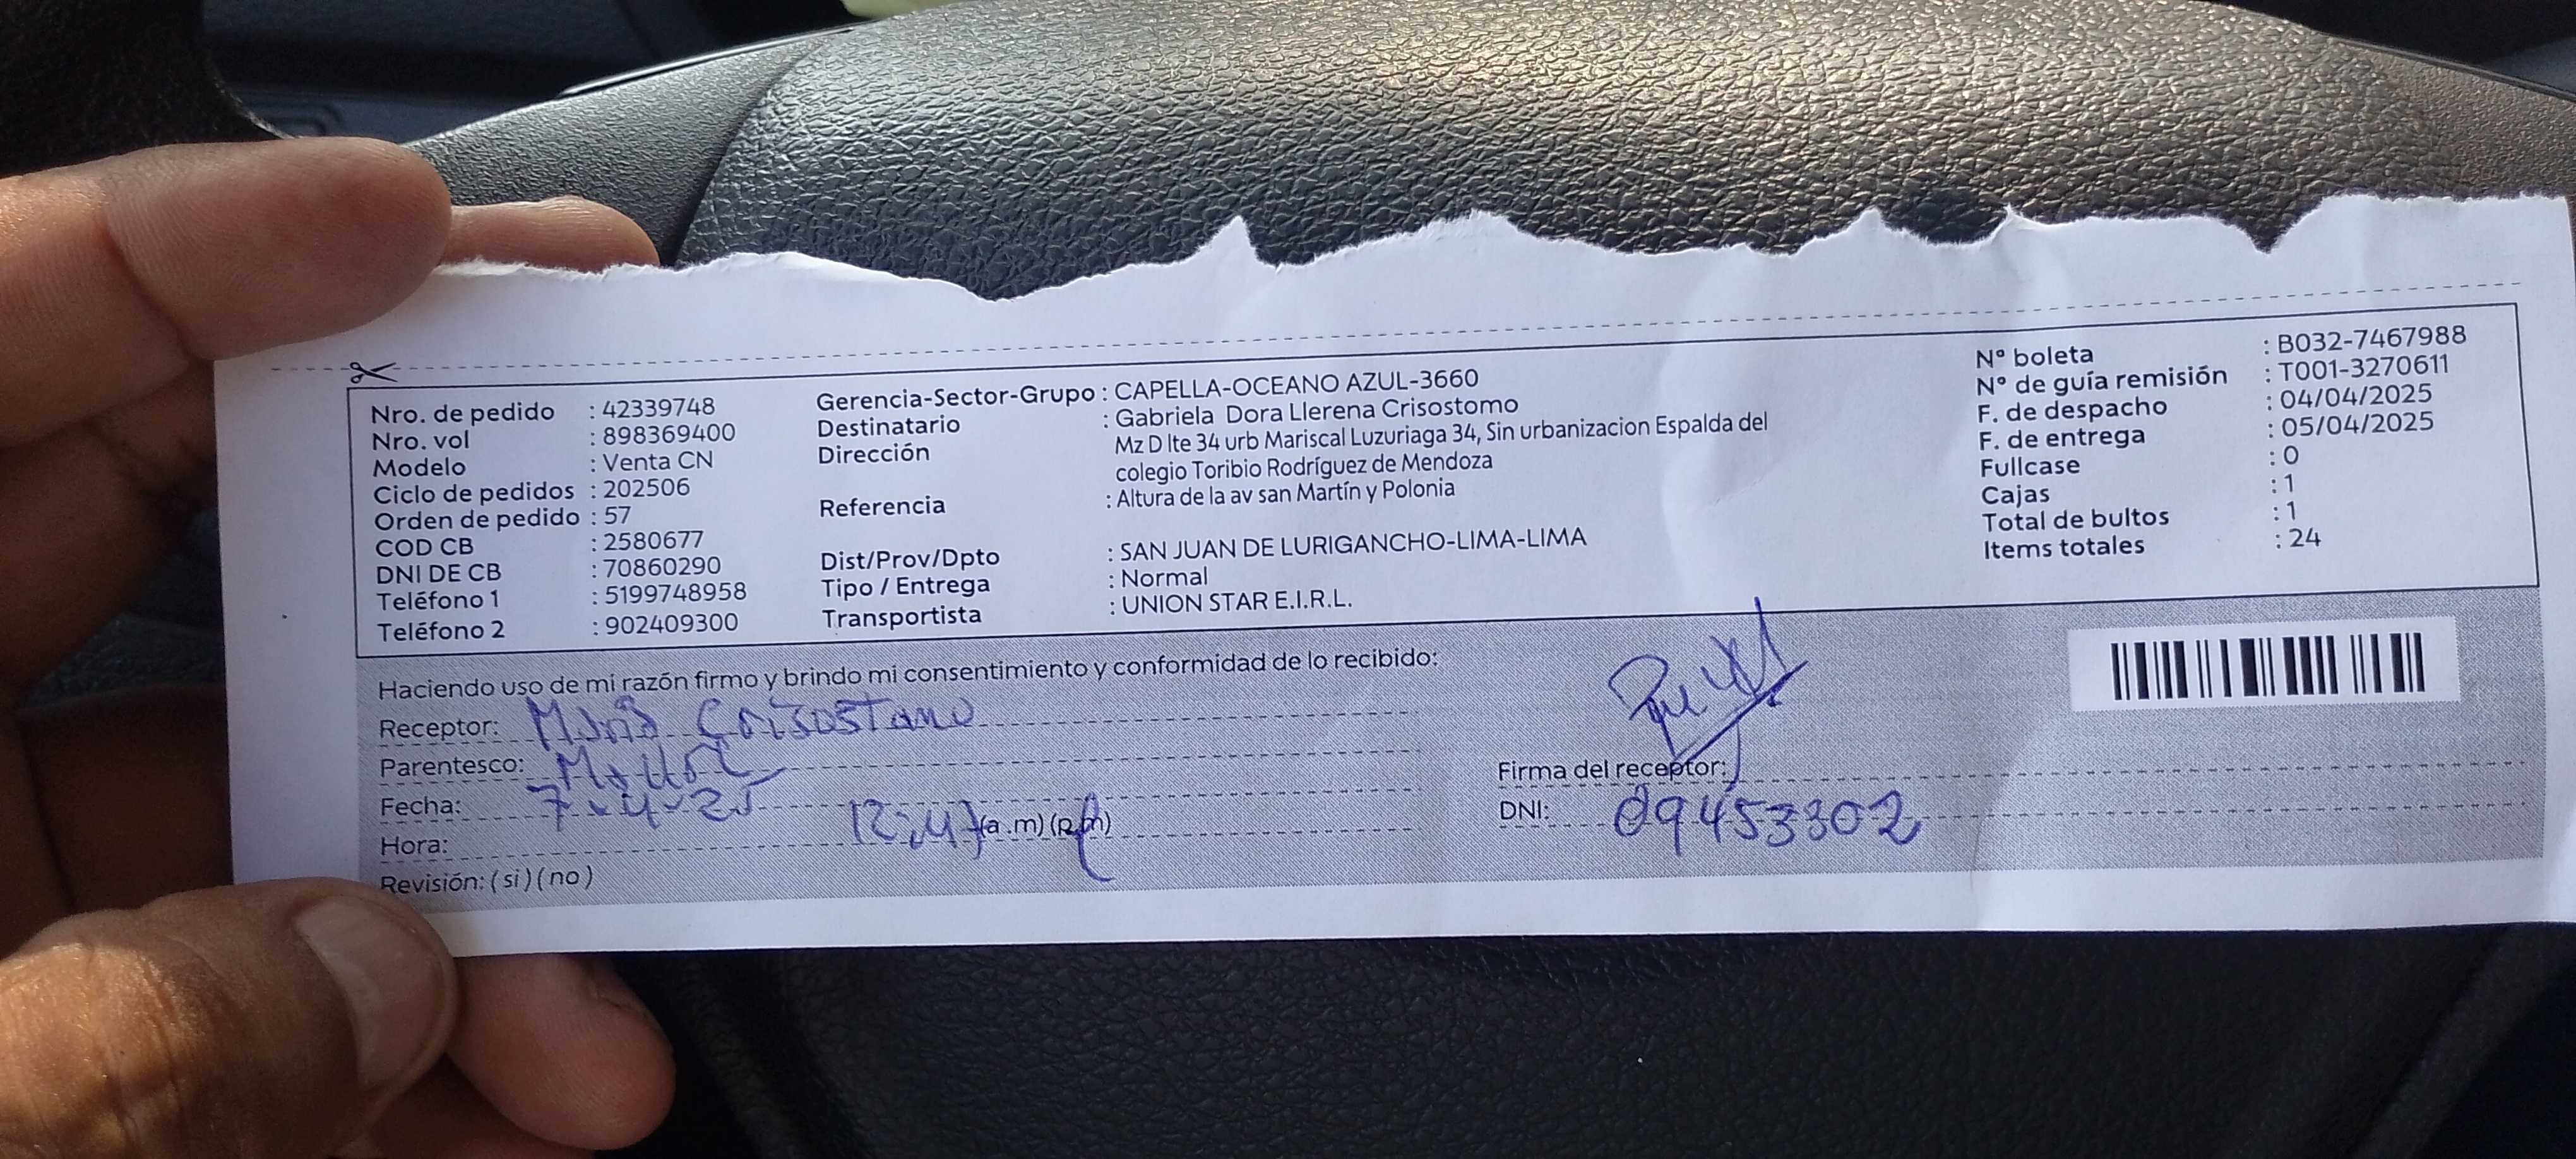 Nro. de pedido : 42339748
Nro. vol : 898369400
Modelo : Venta CN
Ciclo de pedidos : 202506
Orden de pedido : 57
COD CB : 2580677
DNI DE CB : 70860290
Teléfono 1 : 5199748958
Teléfono 2 : 902409300
Gerencia-Sector-Grupo : CAPELLA-OCEANO AZUL-3660
Destinatario : Gabriela Dora Llerena Crisostomo
Dirección Mz D lte 34 urb Mariscal Luzuriaga 34, Sin urbanizacion Espalda del
colegio Toribio Rodríguez de Mendoza
Referencia : Altura de la av san Martín y Polonia
Dist/Prov/Dpto : SAN JUAN DE LURIGANCHO-LIMA-LIMA
Tipo / Entrega : Normal
Transportista : UNION STAR E.I.R.L.
N° boleta : B032-7467988
N° de guía remisión : T001-3270611
F. de despacho : 04/04/2025
F. de entrega : 05/04/2025
Fullcase : 0
Cajas : 1
Total de bultos : 1
Items totales : 24
Haciendo uso de mi razón firmo y brindo mi consentimiento y conformidad de lo recibido:
Receptor: Crisostomo
Parentesco:
Fecha: 7-4-25
Hora: 12:47 (a.m) (p.m)
Revisión: (si) (no)
Firma del receptor:
DNI: 09453302